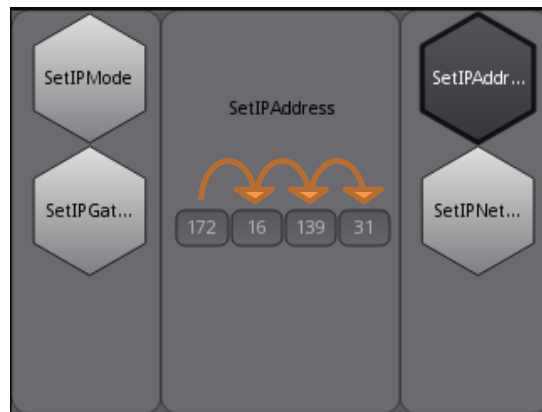 SetIPMode
SetIPGat...
SetIPAddress
172 16 139 31
SetIPAddr...
SetIPNet...